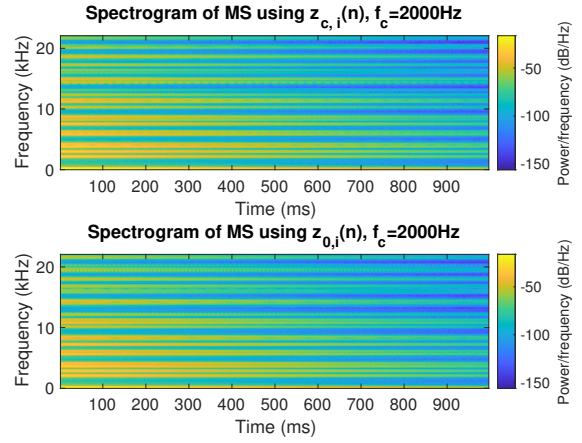 Spectrogram of MS using z_{c, i}(n), f_c=2000Hz
20
10
0
Frequency (kHz)
100 200 300 400 500 600 700 800 900
Time (ms)
-50
-100
-150
Power/frequency (dB/Hz)
Spectrogram of MS using z_{0,i}(n), f_c=2000Hz
20
10
0
Frequency (kHz)
100 200 300 400 500 600 700 800 900
Time (ms)
-50
-100
-150
Power/frequency (dB/Hz)